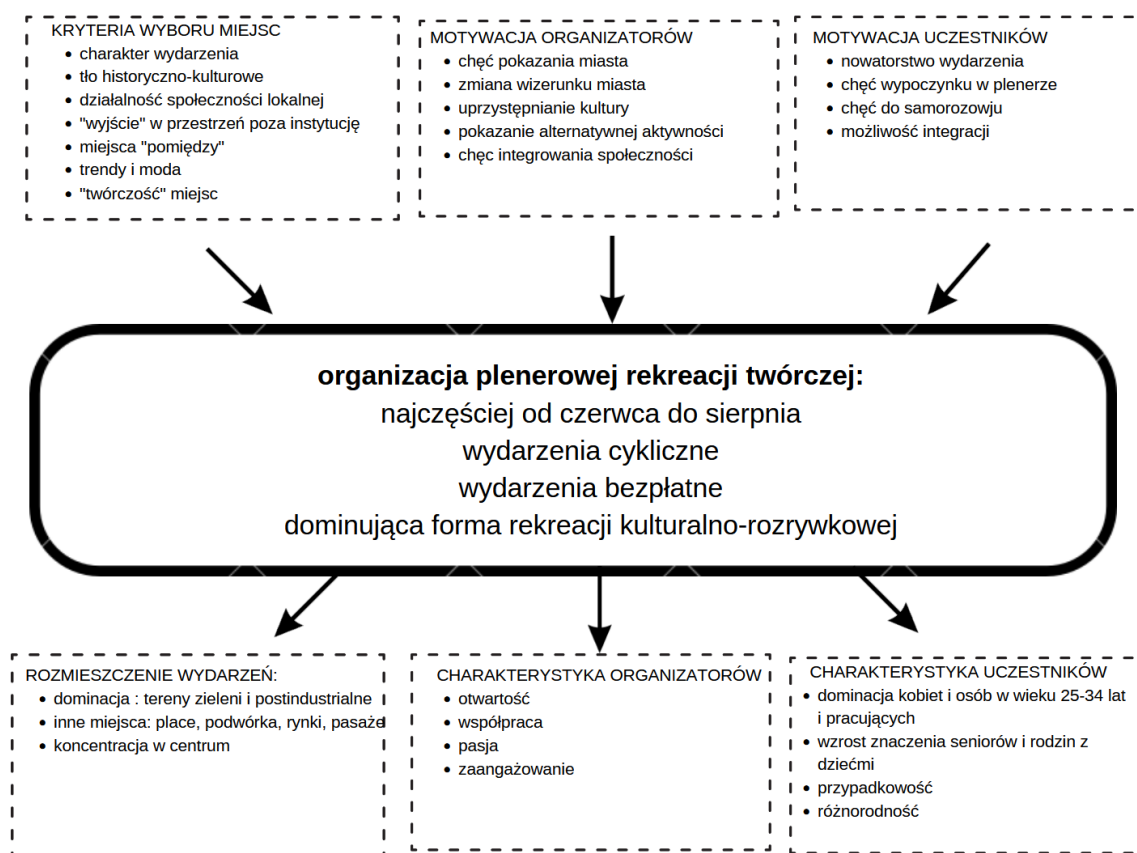 KRYTERIA WYBORU MIEJSC
• charakter wydarzenia
• tło historyczno-kulturowe
• działalność społeczności lokalnej
• "wyjście" w przestrzeń poza instytucję
• miejsca "pomiędzy"
• trendy i moda
• "twórczość" miejsc
MOTYWACJA ORGANIZATORÓW
• chęć pokazania miasta
• zmiana wizerunku miasta
• uprzystępnianie kultury
• pokazanie alternatywnej aktywności
• chęc integrowania społeczności
MOTYWACJA UCZESTNIKÓW
• nowatorstwo wydarzenia
• chęć wypoczynku w plenerze
• chęć do samorozowju
• możliwość integracji
organizacja plenerowej rekreacji twórczej:
najczęściej od czerwca do sierpnia
wydarzenia cykliczne
wydarzenia bezpłatne
dominująca forma rekreacji kulturalno-rozrywkowej
ROZMIESZCZENIE WYDARZEŃ:
• dominacja : tereny zieleni i postindustrialne
• inne miejsca: place, podwórka, rynki, pasaże
• koncentracja w centrum
CHARAKTERYSTYKA ORGANIZATORÓW
• otwartość
• współpraca
• pasja
• zaangażowanie
CHARAKTERYSTYKA UCZESTNIKÓW
• dominacja kobiet i osób w wieku 25-34 lat
i pracujących
• wzrost znaczenia seniorów i rodzin z
dziećmi
• przypadkowość
• różnorodność